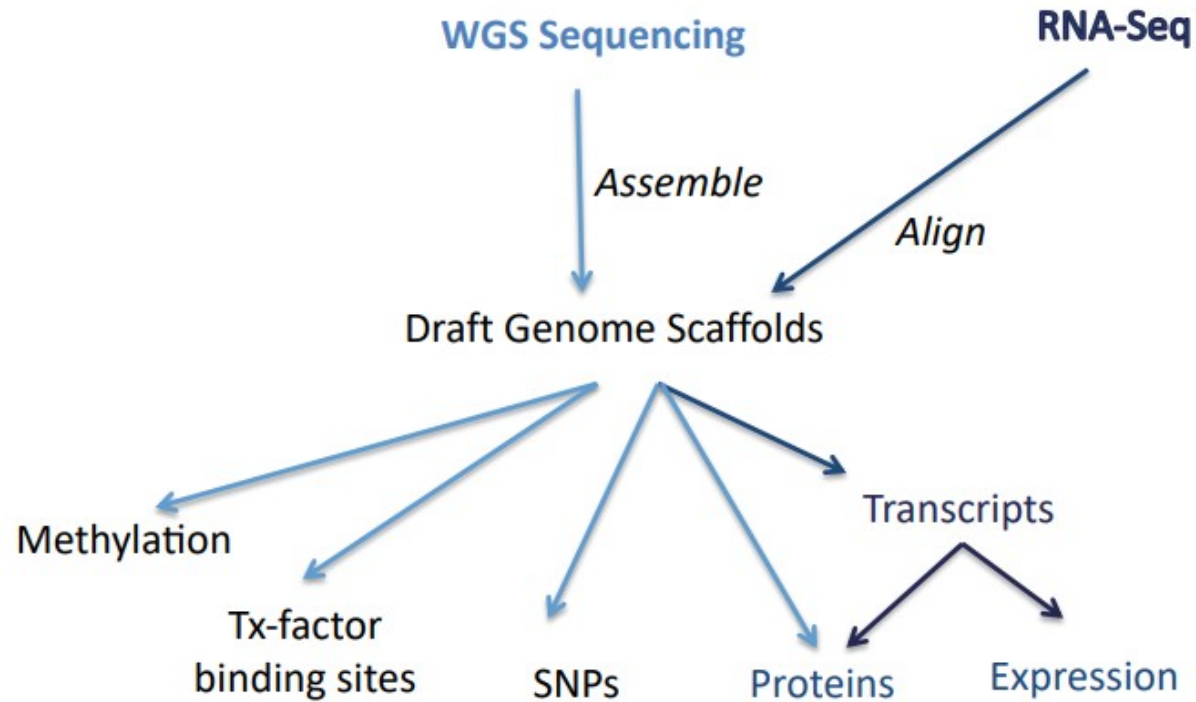 WGS Sequencing
RNA-Seq
Assemble
Align
Draft Genome Scaffolds
Methylation
Transcripts
Tx-factor
binding sites
SNPs
Proteins
Expression